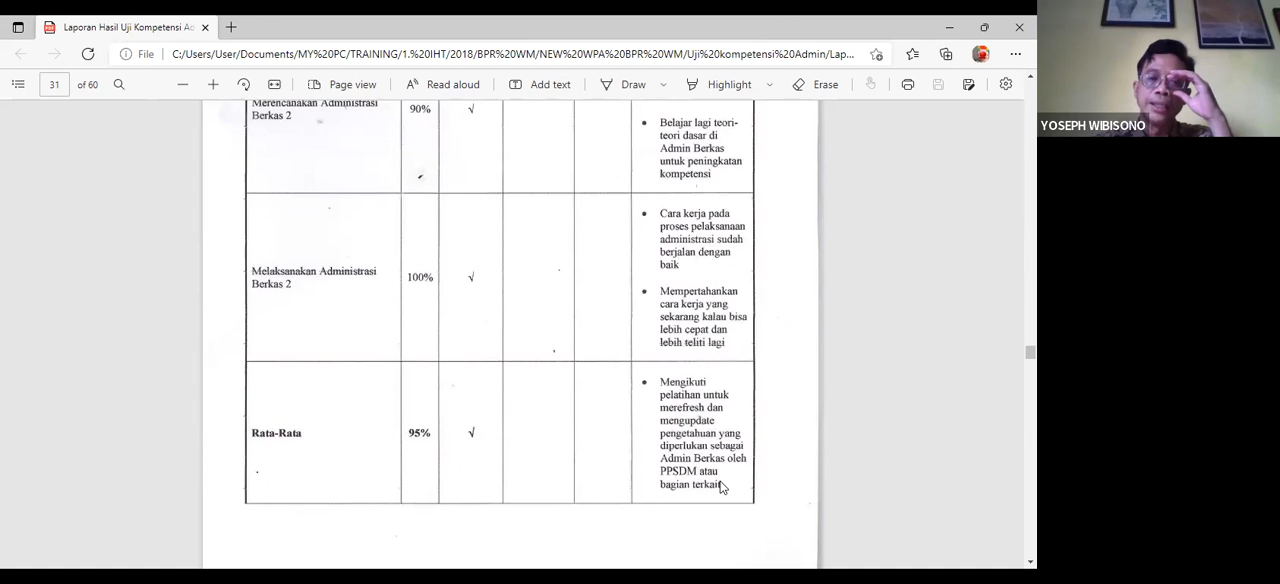 Laporan Hasil Uji Kompetensi Ad
File
C:/Users/User/Documents/MY%20PC/TRAINING/1.%20IHT/2018/BPR%20WM/NEW%20WPA%20BPR%20WM/Uji%20kompetensi%20Admin/Lap...
31 of 60
Page view
Read aloud
Add text
Draw
Highlight
Erase
YOSEPH WIBISONO
Merencanakan Administrasi
Berkas 2
90%
√
• Belajar lagi teori-
teori dasar di
Admin Berkas
untuk peningkatan
kompetensi
Melaksanakan Administrasi
Berkas 2
100%
√
• Cara kerja pada
proses pelaksanaan
administrasi sudah
berjalan dengan
baik
• Mempertahankan
cara kerja yang
sekarang kalau bisa
lebih cepat dan
lebih teliti lagi
Rata-Rata
95%
√
• Mengikuti
pelatihan untuk
merefresh dan
mengupdate
pengetahuan yang
diperlukan sebagai
Admin Berkas oleh
PPSDM atau
bagian terkait